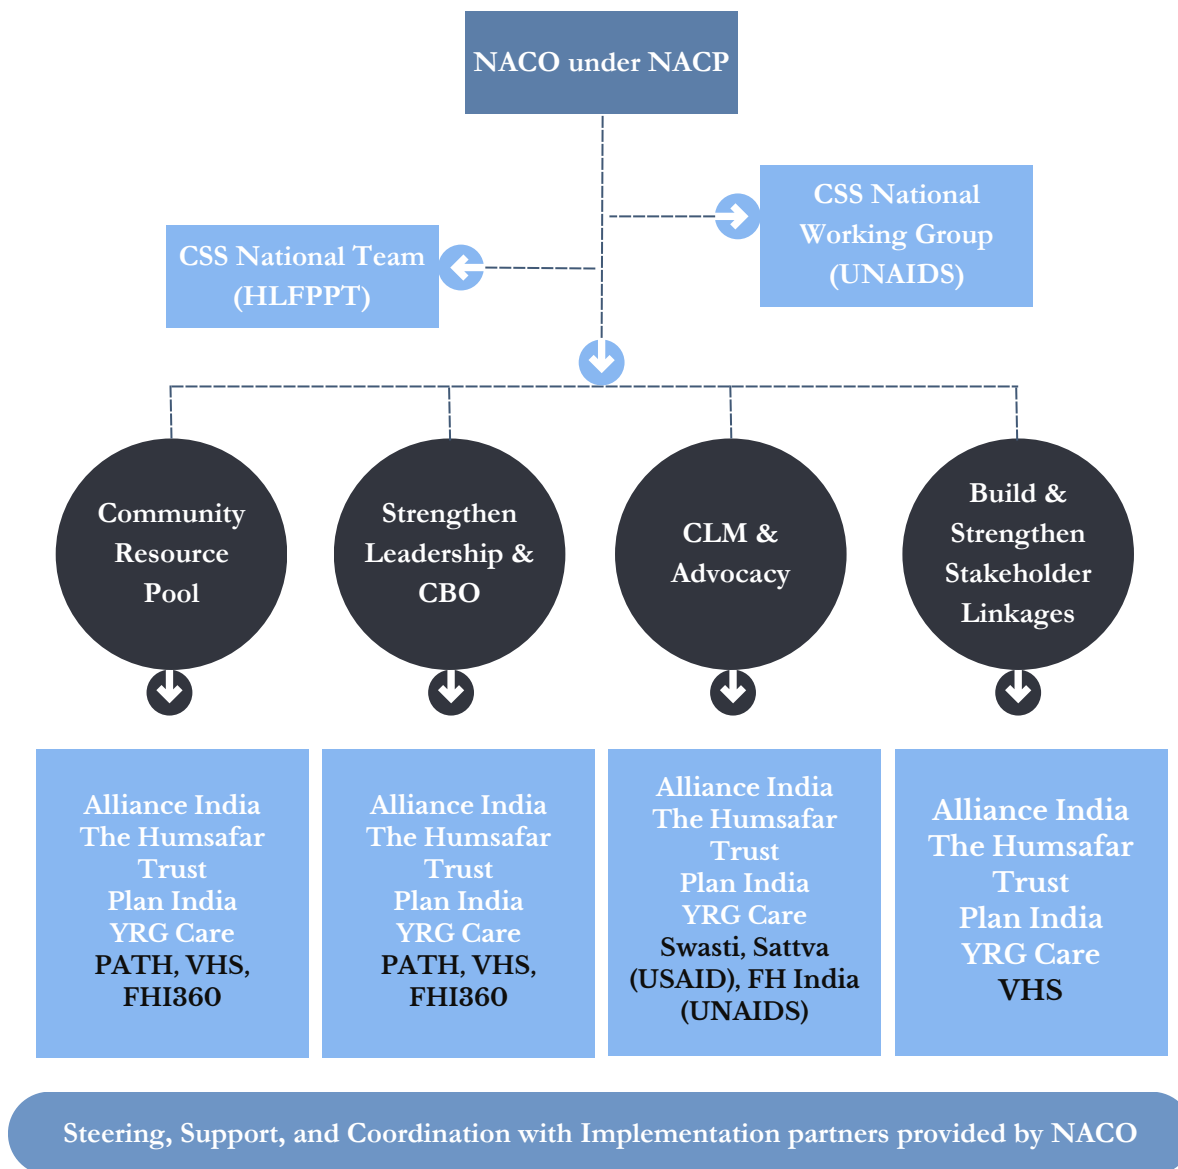 NACO under NACP
CSS National
Working Group
(UNAIDS)
CSS National Team
(HLFPPT)
Community
Resource
Pool
Strengthen
Leadership &
CBO
CLM &
Advocacy
Build &
Strengthen
Stakeholder
Linkages
Alliance India
The Humsafar
Trust
Plan India
YRG Care
PATH, VHS,
FHI360
Alliance India
The Humsafar
Trust
Plan India
YRG Care
PATH, VHS,
FHI360
Alliance India
The Humsafar
Trust
Plan India
YRG Care
Swasti, Sattva
(USAID), FH India
(UNAIDS)
Alliance India
The Humsafar
Trust
Plan India
YRG Care
VHS
Steering, Support, and Coordination with Implementation partners provided by NACO